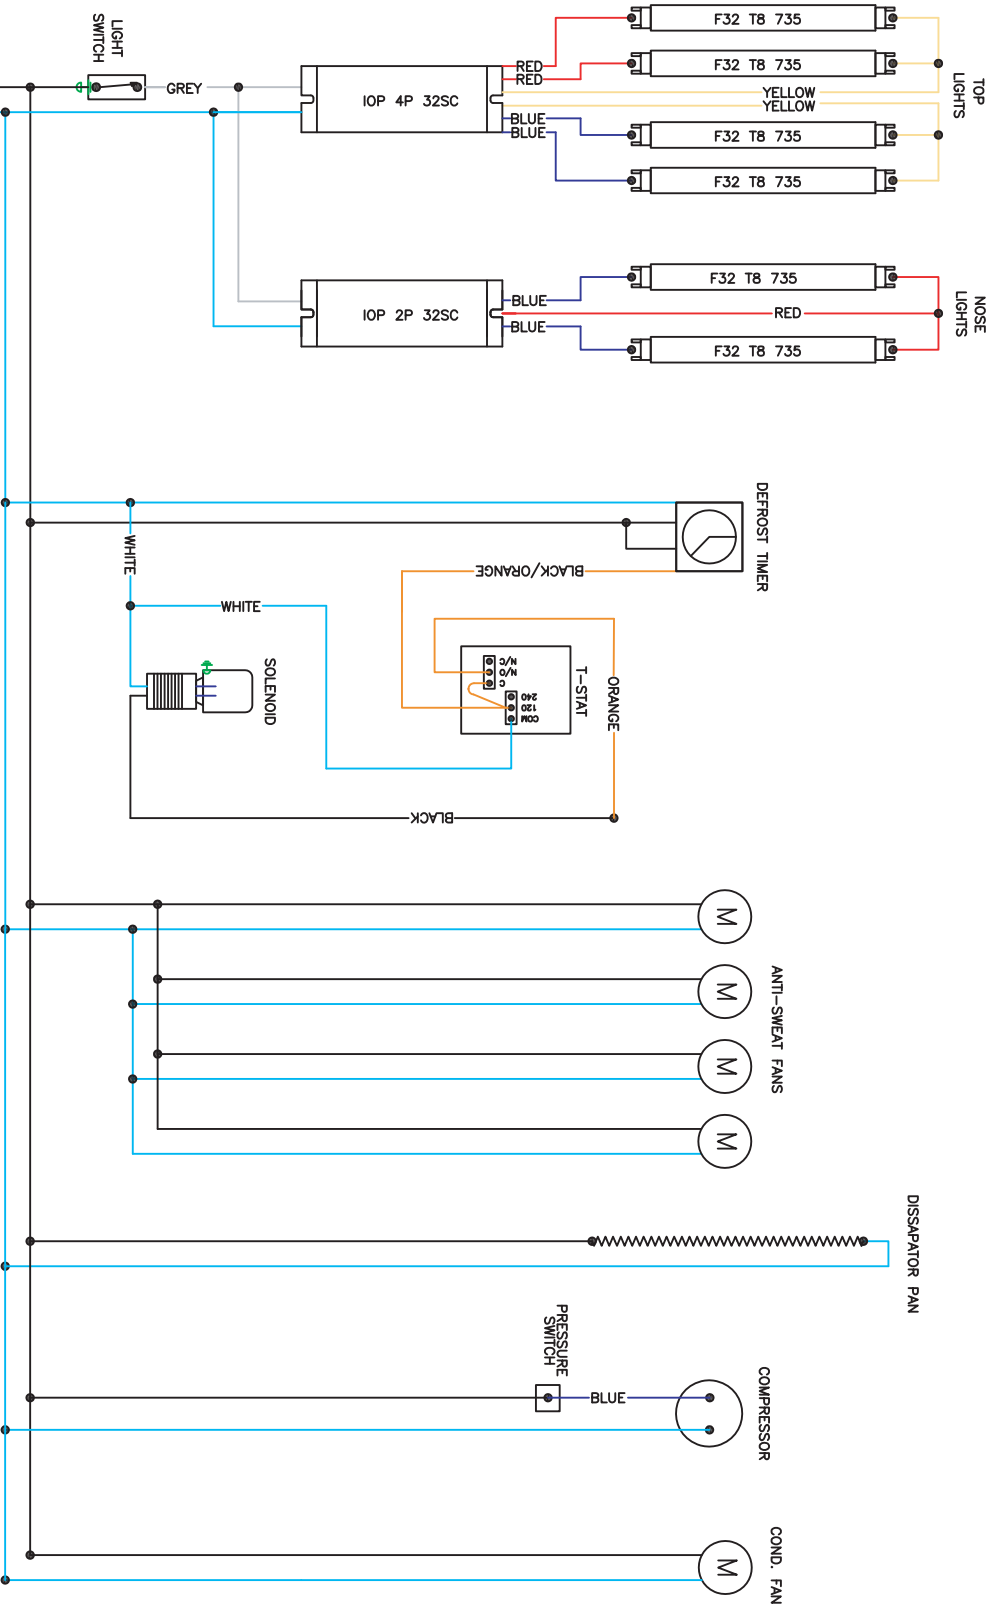 LIGHT
SWITCH
GREY
IOP 4P 32SC
RED
RED
YELLOW
YELLOW
BLUE
BLUE
F32 T8 735
F32 T8 735
F32 T8 735
F32 T8 735
TOP
LIGHTS
IOP 2P 32SC
BLUE
RED
BLUE
F32 T8 735
F32 T8 735
NOSE
LIGHTS
DEFROST TIMER
WHITE
BLACK/ORANGE
WHITE
SOLENOID
N/C
N/O
C
240
120
COM
T-STAT
ORANGE
BLACK
M
M
M
M
ANTI-SWEAT FANS
DISSAPATOR PAN
PRESSURE
SWITCH
BLUE
COMPRESSOR
M
COND. FAN